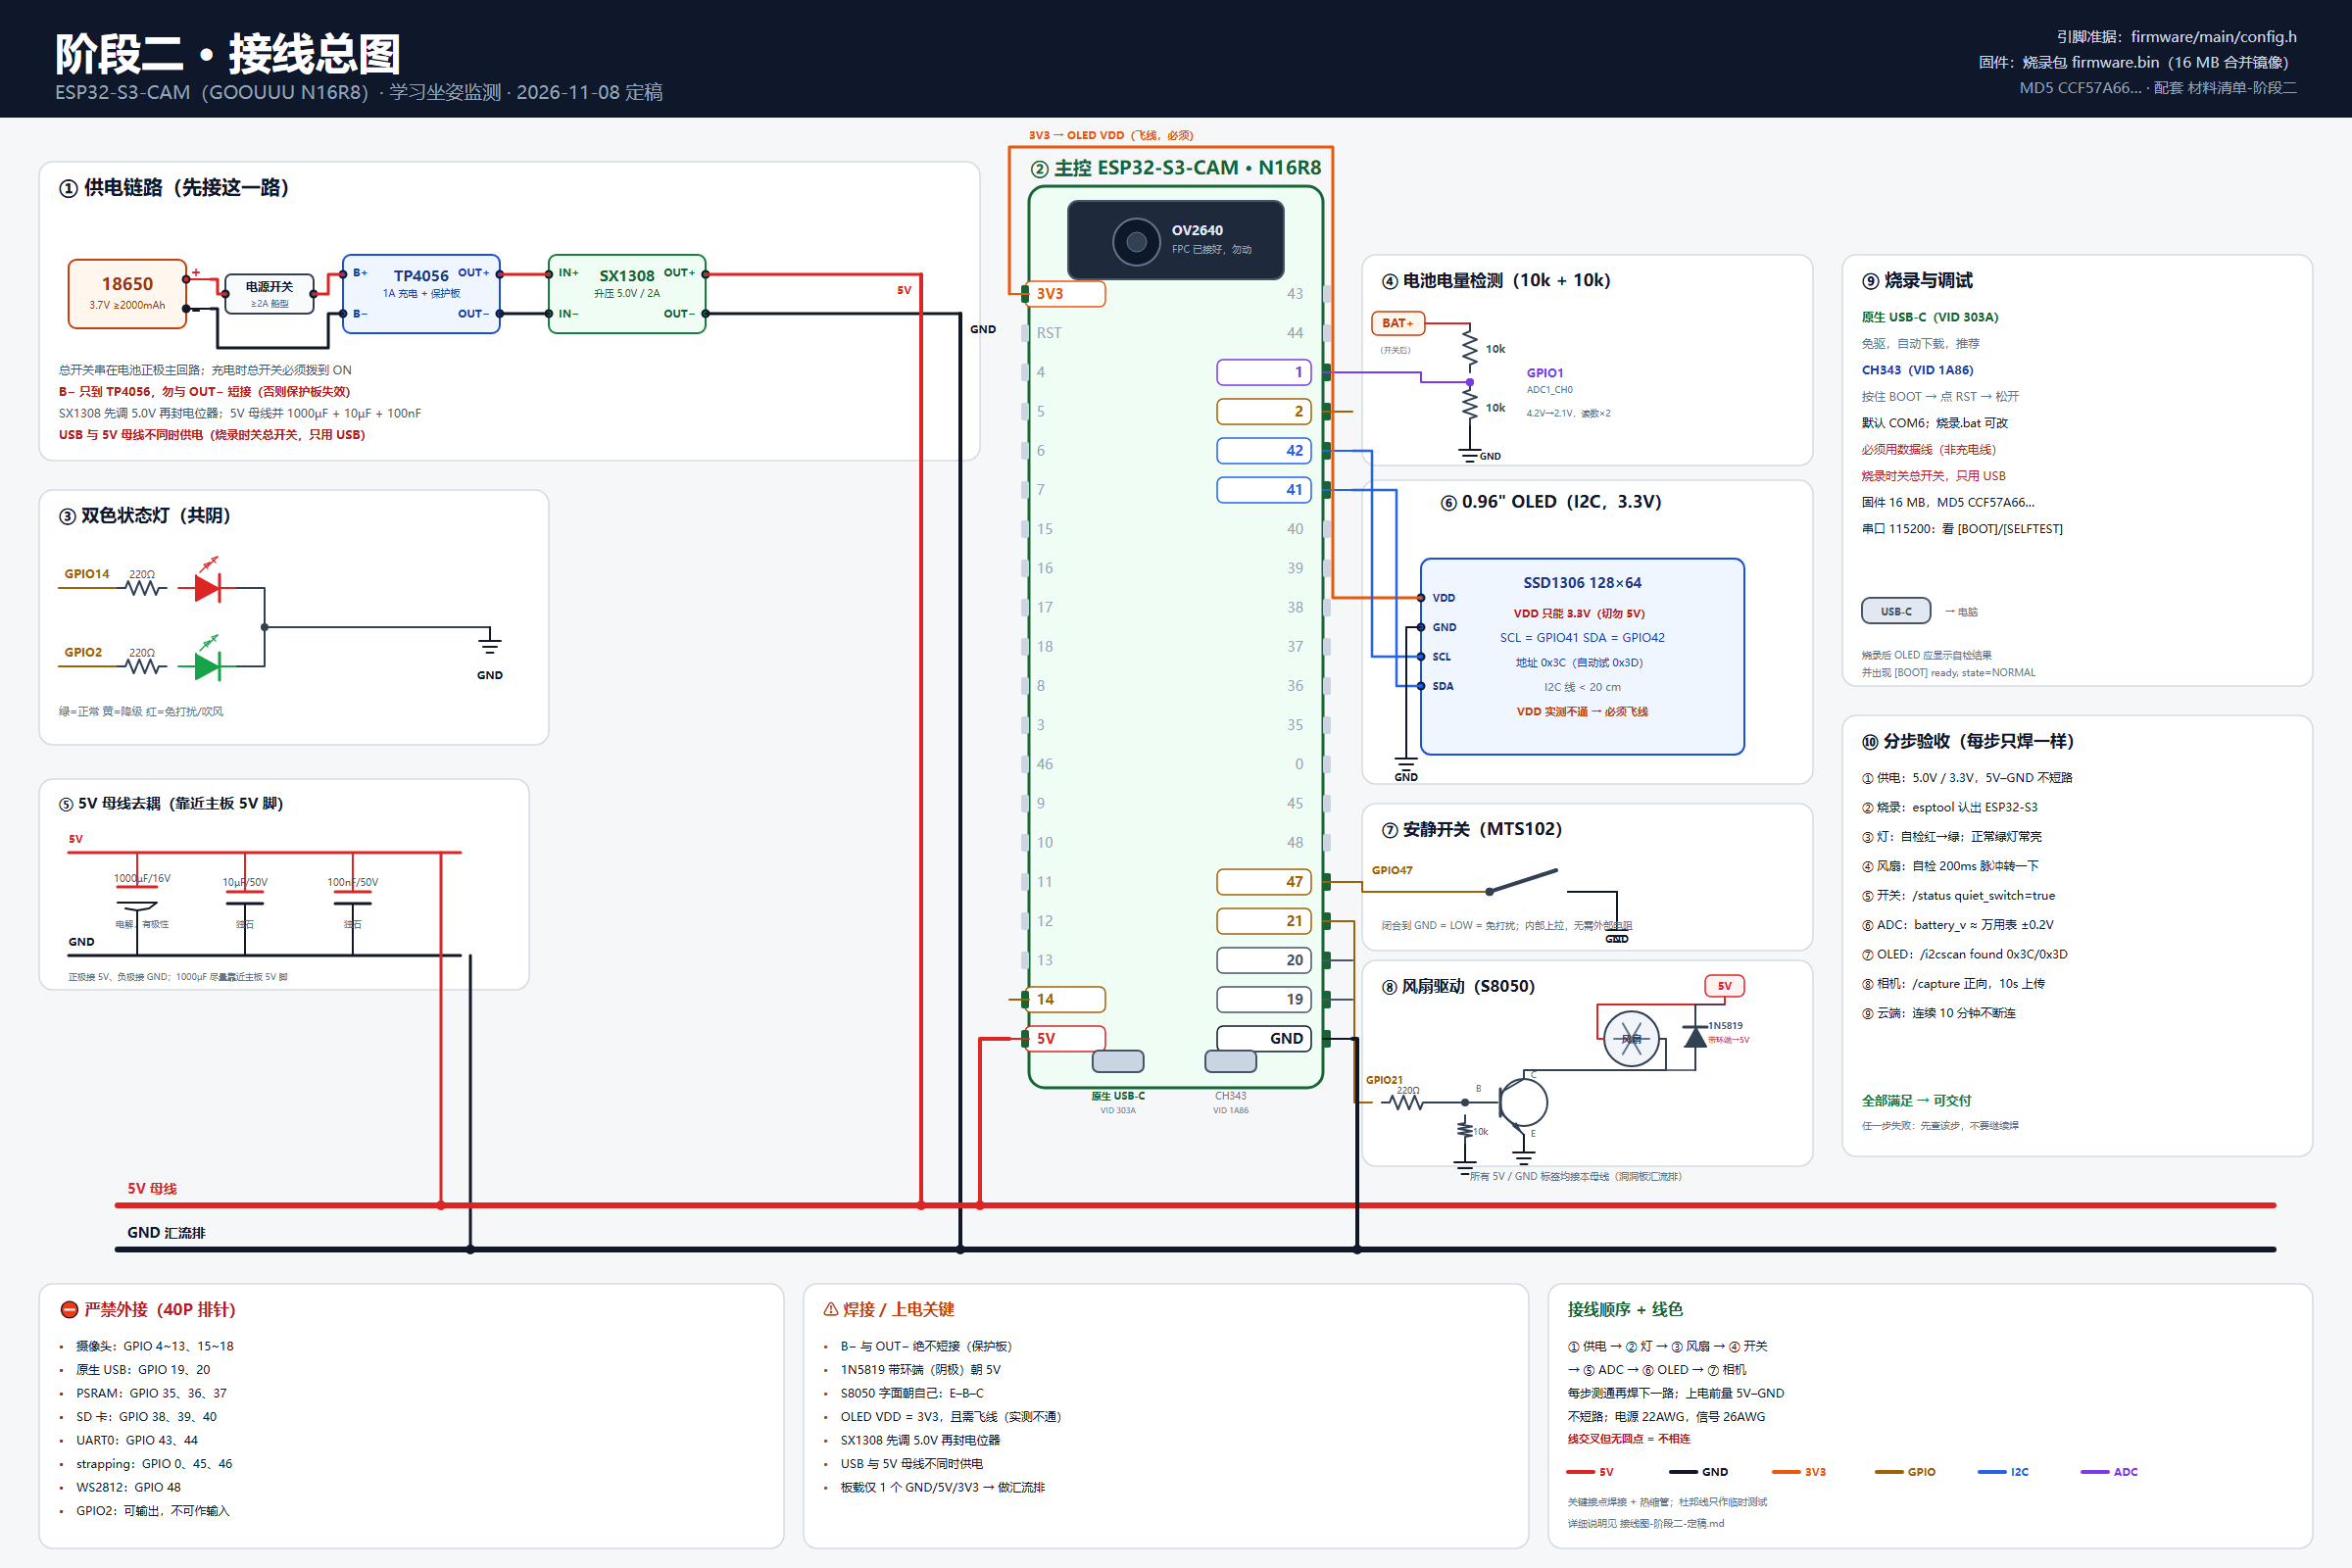 阶段二 · 接线总图
ESP32-S3-CAM（GOOUUU N16R8）· 学习坐姿监测 · 2026-11-08 定稿
引脚准据：firmware/main/config.h
固件：烧录包 firmware.bin（16 MB 合并镜像）
MD5 CCF57A66... · 配套 材料清单-阶段二
① 供电链路（先接这一路）
18650
3.7V ≥2000mAh
+
−
电源开关
≥2A 船型
B+
B−
TP4056
1A 充电 + 保护板
OUT+
OUT−
IN+
IN−
SX1308
升压 5.0V / 2A
OUT+
OUT−
5V
GND
总开关串在电池正极主回路；充电时总开关必须拨到 ON
B− 只到 TP4056，勿与 OUT− 短接（否则保护板失效）
SX1308 先调 5.0V 再封电位器；5V 母线并 1000μF + 10μF + 100nF
USB 与 5V 母线不同时供电（烧录时关总开关，只用 USB）
3V3 → OLED VDD（飞线，必须）
② 主控 ESP32-S3-CAM · N16R8
OV2640
FPC 已接好，勿动
3V3
RST
4
5
6
7
15
16
17
18
8
3
46
9
10
11
12
13
14
5V
43
44
1
2
42
41
40
39
38
37
36
35
0
45
48
47
21
20
19
GND
原生 USB-C
VID 303A
CH343
VID 1A86
③ 双色状态灯（共阴）
GPIO14
220Ω
GPIO2
220Ω
GND
绿=正常 黄=降级 红=免打扰/吹风
⑤ 5V 母线去耦（靠近主板 5V 脚）
5V
1000μF/16V
10μF/50V
100nF/50V
电解，有极性
独石
独石
GND
正极接 5V、负极接 GND；1000μF 尽量靠近主板 5V 脚
④ 电池电量检测（10k + 10k）
BAT+
（开关后）
10k
10k
GPIO1
ADC1_CH0
4.2V→2.1V，读数×2
GND
⑥ 0.96" OLED（I2C，3.3V）
VDD
GND
SCL
SDA
SSD1306 128×64
VDD 只能 3.3V（切勿 5V）
SCL = GPIO41 SDA = GPIO42
地址 0x3C（自动试 0x3D）
I2C 线 < 20 cm
VDD 实测不通 → 必须飞线
GND
⑦ 安静开关（MTS102）
GPIO47
闭合到 GND = LOW = 免打扰；内部上拉，无需外部电阻
GND
⑧ 风扇驱动（S8050）
5V
风扇
1N5819
带环端→5V
GPIO21
220Ω
B
C
E
10k
所有 5V / GND 标签均接本母线（洞洞板汇流排）
⑨ 烧录与调试
原生 USB-C（VID 303A）
免驱，自动下载，推荐
CH343（VID 1A86）
按住 BOOT → 点 RST → 松开
默认 COM6；烧录.bat 可改
必须用数据线（非充电线）
烧录时关总开关，只用 USB
固件 16 MB，MD5 CCF57A66...
串口 115200：看 [BOOT]/[SELFTEST]
USB-C
→ 电脑
烧录后 OLED 应显示自检结果
并出现 [BOOT] ready, state=NORMAL
⑩ 分步验收（每步只焊一样）
① 供电：5.0V / 3.3V，5V–GND 不短路
② 烧录：esptool 认出 ESP32-S3
③ 灯：自检红→绿；正常绿灯常亮
④ 风扇：自检 200ms 脉冲转一下
⑤ 开关：/status quiet_switch=true
⑥ ADC：battery_v ≈ 万用表 ±0.2V
⑦ OLED：/i2cscan found 0x3C/0x3D
⑧ 相机：/capture 正向，10s 上传
⑨ 云端：连续 10 分钟不断连
全部满足 → 可交付
任一步失败：先查该步，不要继续焊
5V 母线
GND 汇流排
⛔ 严禁外接（40P 排针）
• 摄像头：GPIO 4~13、15~18
• 原生 USB：GPIO 19、20
• PSRAM：GPIO 35、36、37
• SD 卡：GPIO 38、39、40
• UART0：GPIO 43、44
• strapping：GPIO 0、45、46
• WS2812：GPIO 48
• GPIO2：可输出，不可作输入
⚠ 焊接 / 上电关键
• B− 与 OUT− 绝不短接（保护板）
• 1N5819 带环端（阴极）朝 5V
• S8050 字面朝自己：E–B–C
• OLED VDD = 3V3，且需飞线（实测不通）
• SX1308 先调 5.0V 再封电位器
• USB 与 5V 母线不同时供电
• 板载仅 1 个 GND/5V/3V3 → 做汇流排
接线顺序 + 线色
① 供电 → ② 灯 → ③ 风扇 → ④ 开关
→ ⑤ ADC → ⑥ OLED → ⑦ 相机
每步测通再焊下一路；上电前量 5V–GND
不短路；电源 22AWG，信号 26AWG
线交叉但无圆点 = 不相连
5V
GND
3V3
GPIO
I2C
ADC
关键接点焊接 + 热缩管；杜邦线只作临时测试
详细说明见 接线图-阶段二-定稿.md